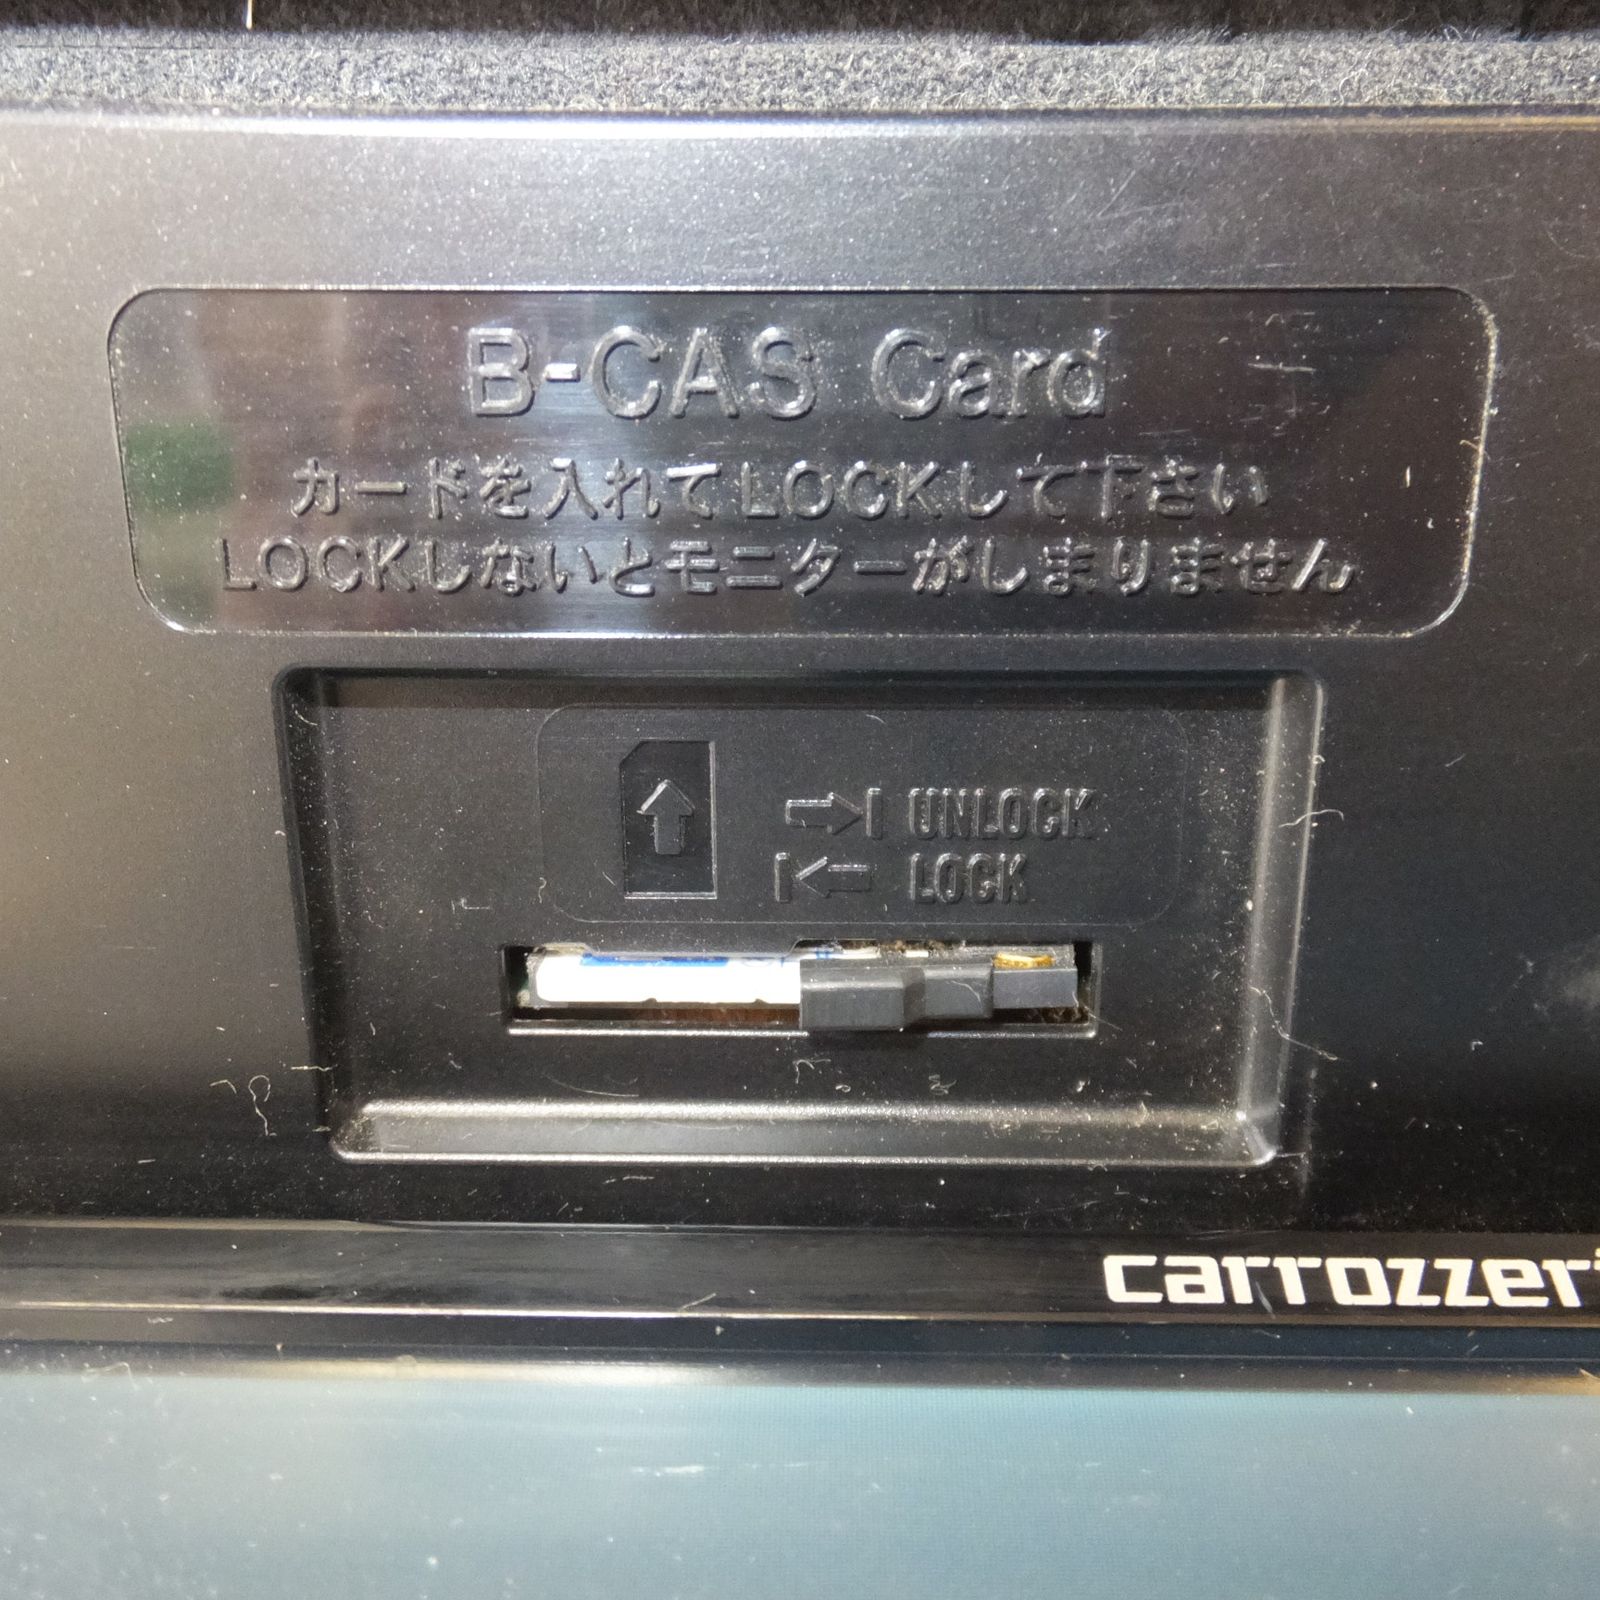 B-CAS Card
カードを入れてLOCKして下さい
LOCKしないとモニターがしまりません
UNLOCK
LOCK
carrozzeri